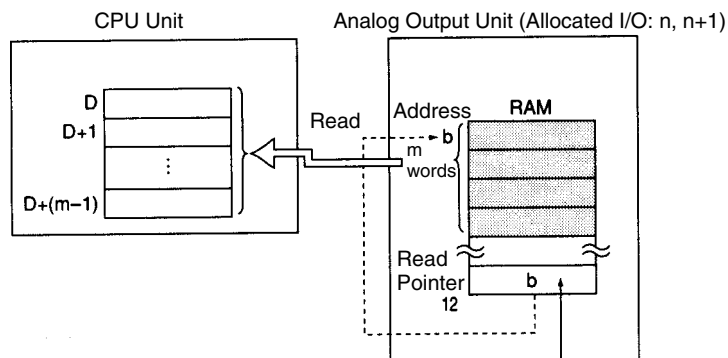 CPU Unit
Analog Output Unit (Allocated I/O: n, n+1)
D
D+1
⋮
D+(m−1)
Read
Address
RAM
b
m
words
Read
Pointer
12
b